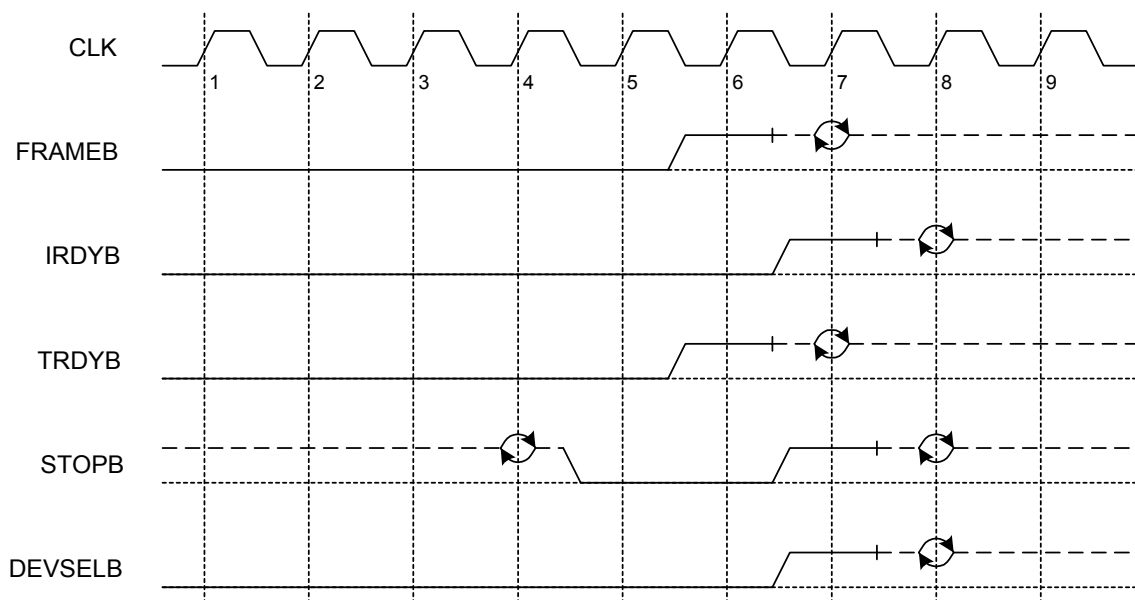 CLK
1 2 3 4 5 6 7 8 9
FRAMEB
IRDYB
TRDYB
STOPB
DEVSELB